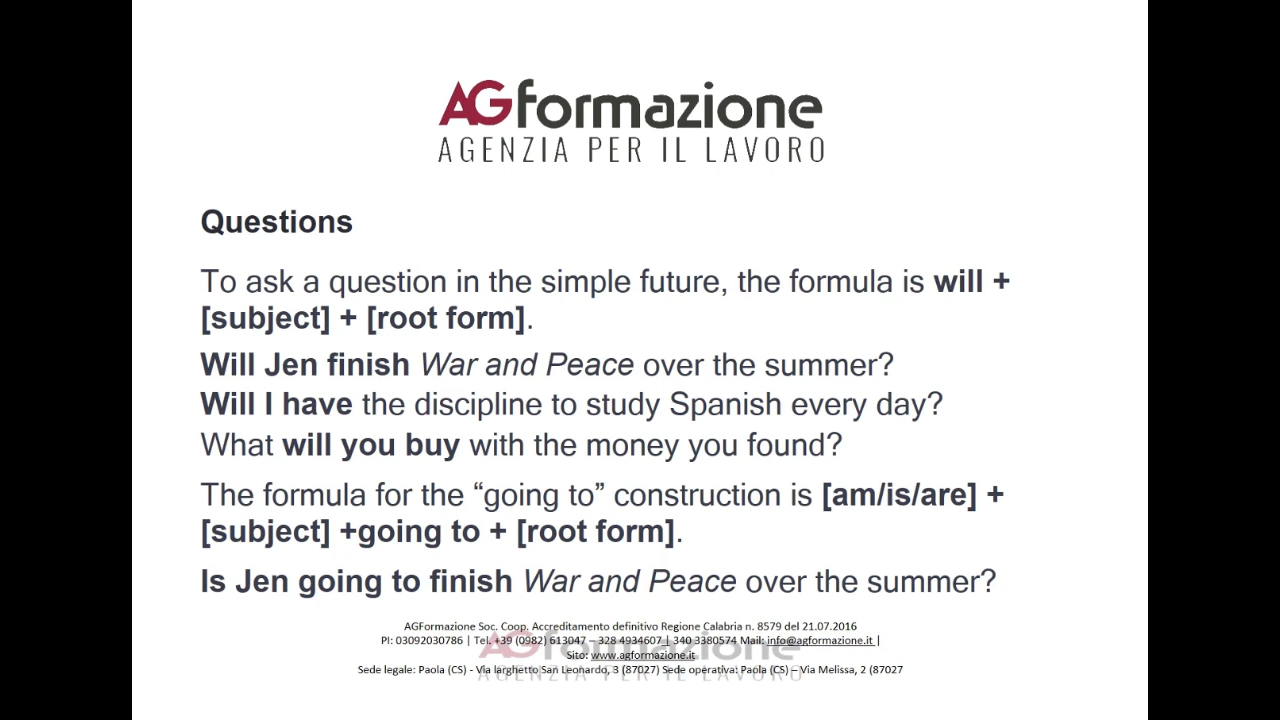 AGformazione
AGENZIA PER IL LAVORO
Questions
To ask a question in the simple future, the formula is will +
[subject] + [root form].
Will Jen finish War and Peace over the summer?
Will I have the discipline to study Spanish every day?
What will you buy with the money you found?
The formula for the “going to” construction is [am/is/are] +
[subject] +going to + [root form].
Is Jen going to finish War and Peace over the summer?
AGFormazione Soc. Coop. Accreditamento definitivo Regione Calabria n. 8579 del 21.07.2016
PI: 03092030786 | Tel. +39 (0982) 613047 – 328 4934607 | 340 3380574 Mail: info@agformazione.it |
Sito: www.agformazione.it
Sede legale: Paola (CS) - Via larghetto San Leonardo, 3 (87027) Sede operativa: Paola (CS) – Via Melissa, 2 (87027
AGformazione
AGENZIA PER IL LAVORO